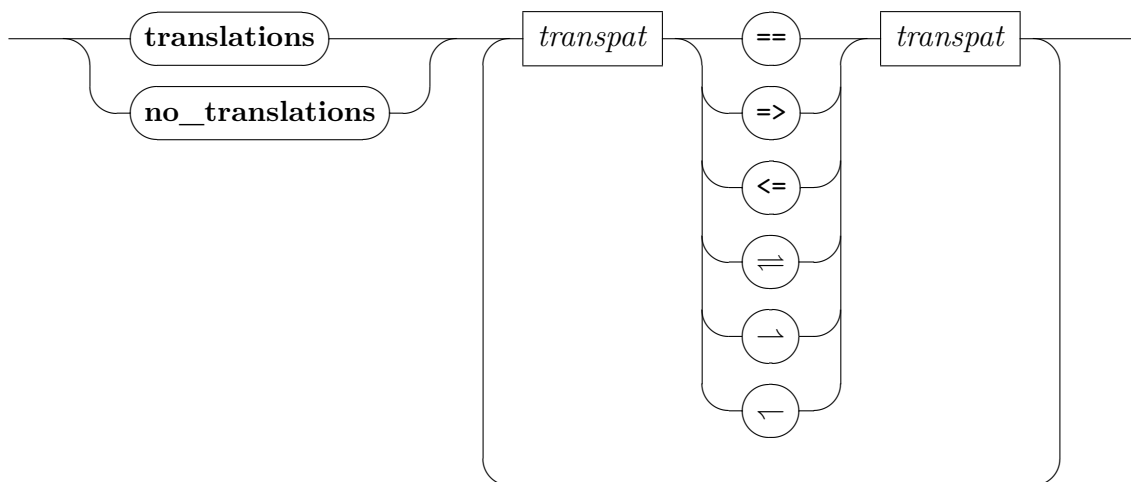 translations transpat == transpat
no_translations =>
<=
⇌
⇀
↽